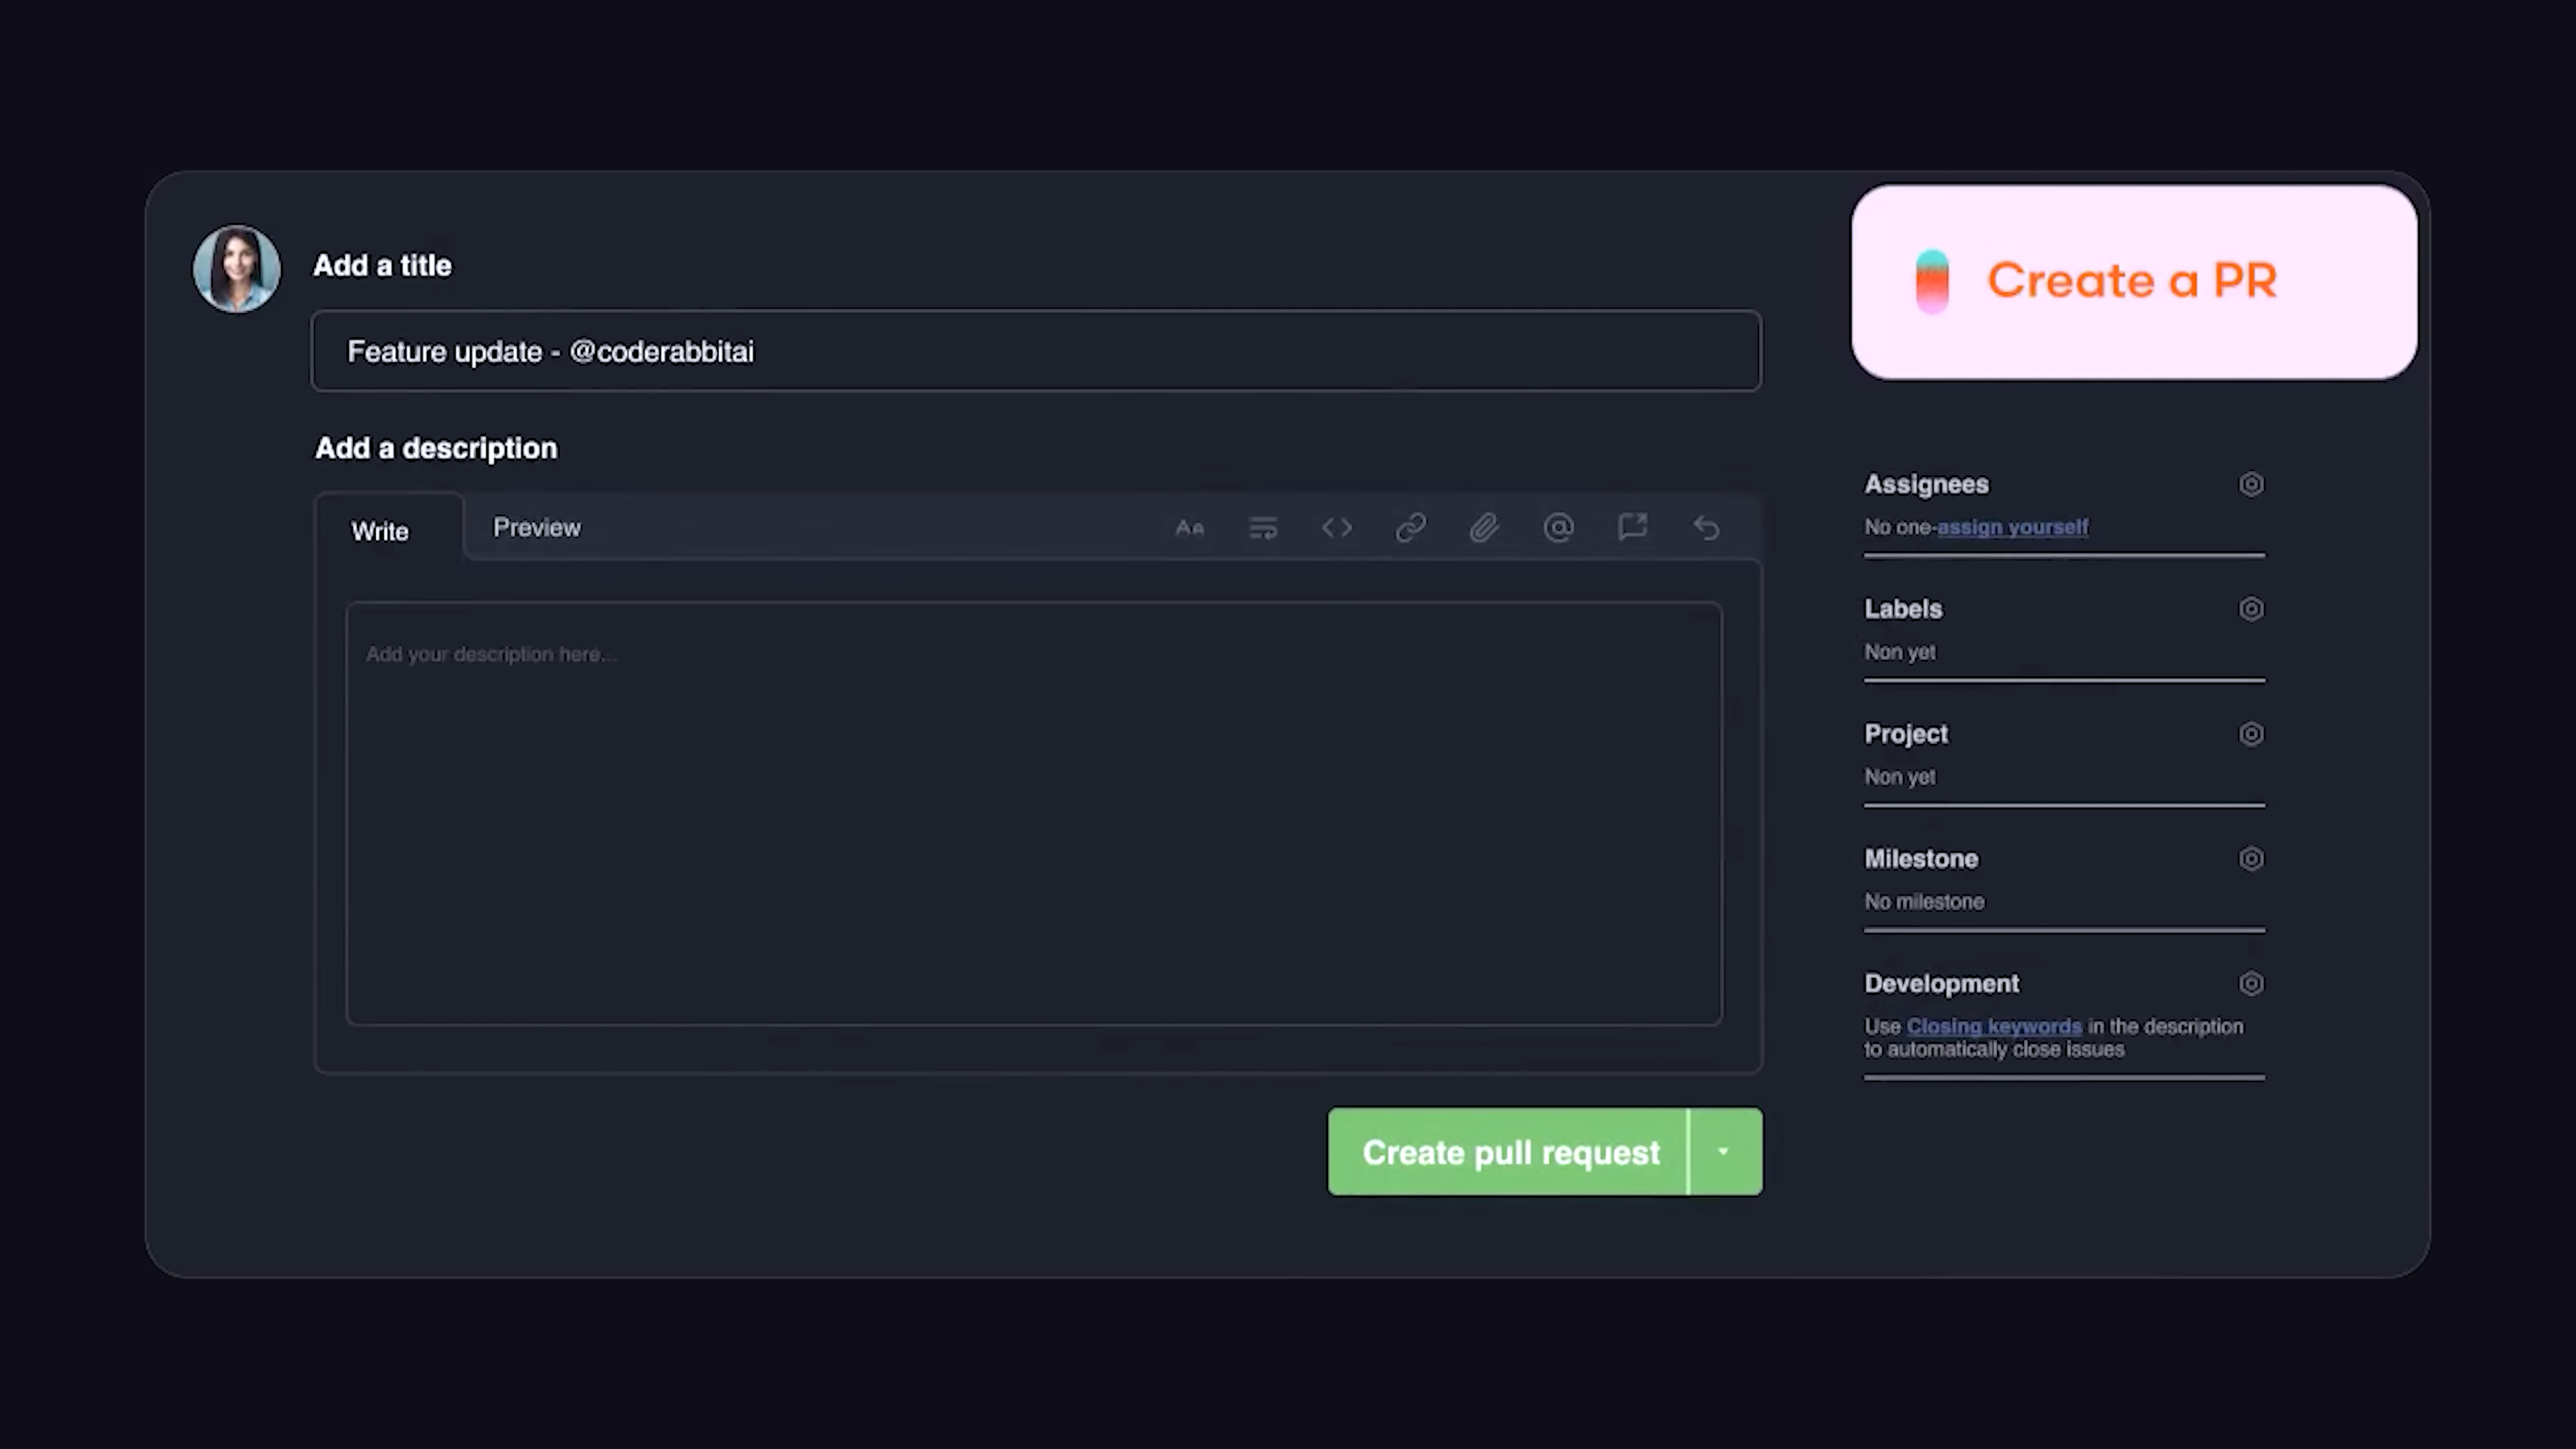 Create a PR
Add a title
Feature update - @coderabbitai
Add a description
Write
Preview
AA
Add your description here...
Create pull request
Assignees
No one-assign yourself
Labels
Non yet
Project
Non yet
Milestone
No milestone
Development
Use Closing keywords in the description
to automatically close issues